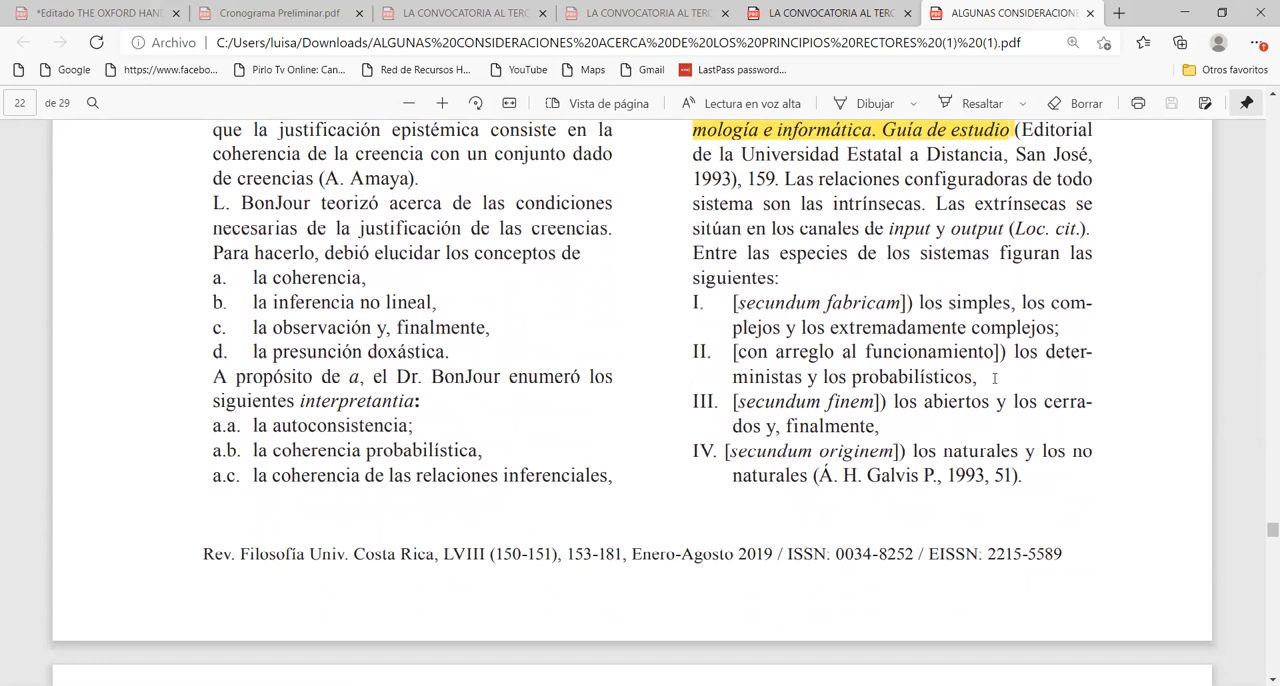 *Editado THE OXFORD HAN
Cronograma Preliminar.pdf
LA CONVOCATORIA AL TERC
LA CONVOCATORIA AL TERC
LA CONVOCATORIA AL TERC
ALGUNAS CONSIDERACIONE
Archivo
C:/Users/luisa/Downloads/ALGUNAS%20CONSIDERACIONES%20ACERCA%20DE%20LOS%20PRINCIPIOS%20RECTORES%20(1)%20(1).pdf
Google
https://www.facebo...
Pirlo Tv Online: Can...
Red de Recursos H...
YouTube
Maps
Gmail
LastPass password...
Otros favoritos
22
de 29
Vista de página
Lectura en voz alta
Dibujar
Resaltar
Borrar
que la justificación epistémica consiste en la
coherencia de la creencia con un conjunto dado
de creencias (A. Amaya).
L. BonJour teorizó acerca de las condiciones
necesarias de la justificación de las creencias.
Para hacerlo, debió elucidar los conceptos de
a. la coherencia,
b. la inferencia no lineal,
c. la observación y, finalmente,
d. la presunción doxástica.
A propósito de a, el Dr. BonJour enumeró los
siguientes interpretantia:
a.a. la autoconsistencia;
a.b. la coherencia probabilística,
a.c. la coherencia de las relaciones inferenciales,
mología e informática. Guía de estudio (Editorial
de la Universidad Estatal a Distancia, San José,
1993), 159. Las relaciones configuradoras de todo
sistema son las intrínsecas. Las extrínsecas se
sitúan en los canales de input y output (Loc. cit.).
Entre las especies de los sistemas figuran las
siguientes:
I. [secundum fabricam]) los simples, los com-
plejos y los extremadamente complejos;
II. [con arreglo al funcionamiento]) los deter-
ministas y los probabilísticos,
III. [secundum finem]) los abiertos y los cerra-
dos y, finalmente,
IV. [secundum originem]) los naturales y los no
naturales (Á. H. Galvis P., 1993, 51).
Rev. Filosofía Univ. Costa Rica, LVIII (150-151), 153-181, Enero-Agosto 2019 / ISSN: 0034-8252 / EISSN: 2215-5589